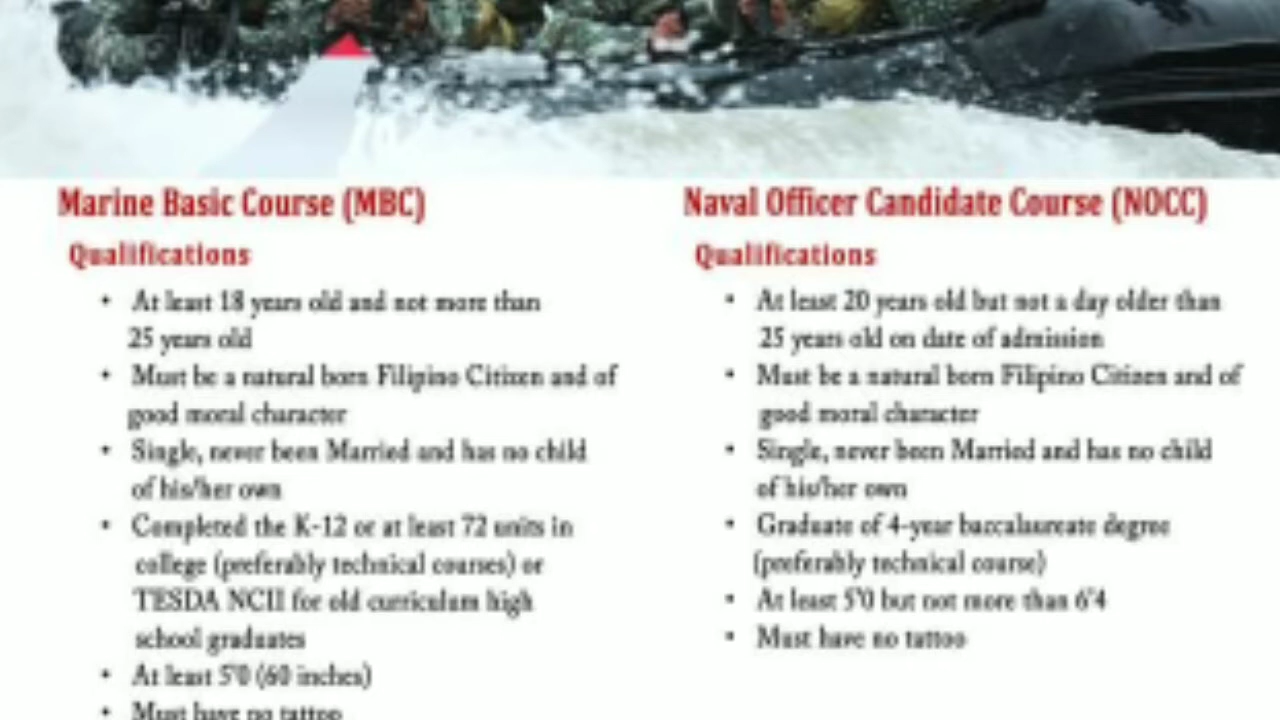 Marine Basic Course (MBC)
Qualifications
• At least 18 years old and not more than
25 years old
• Must be a natural born Filipino Citizen and of
good moral character
• Single, never been Married and has no child
of his/her own
• Completed the K-12 or at least 72 units in
college (preferably technical courses) or
TESDA NCII for old curriculum high
school graduates
• At least 5'0 (60 inches)
• Must have no tattoo
Naval Officer Candidate Course (NOCC)
Qualifications
• At least 20 years old but not a day older than
25 years old on date of admission
• Must be a natural born Filipino Citizen and of
good moral character
• Single, never been Married and has no child
of his/her own
• Graduate of 4-year baccalaureate degree
(preferably technical course)
• At least 5'0 but not more than 6'4
• Must have no tattoo